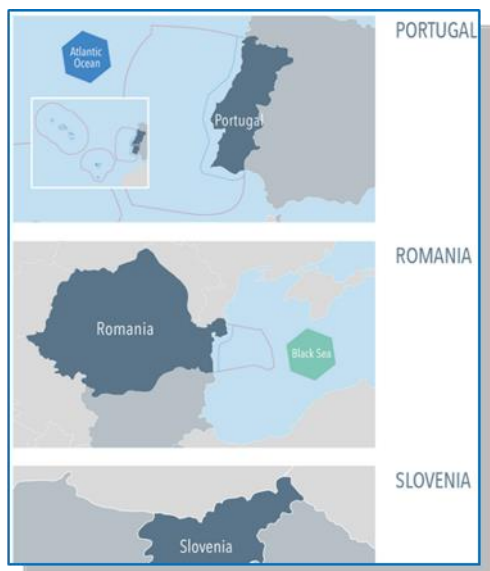 PORTUGAL
Atlantic
Ocean
Portugal
ROMANIA
Romania
Black Sea
SLOVENIA
Slovenia